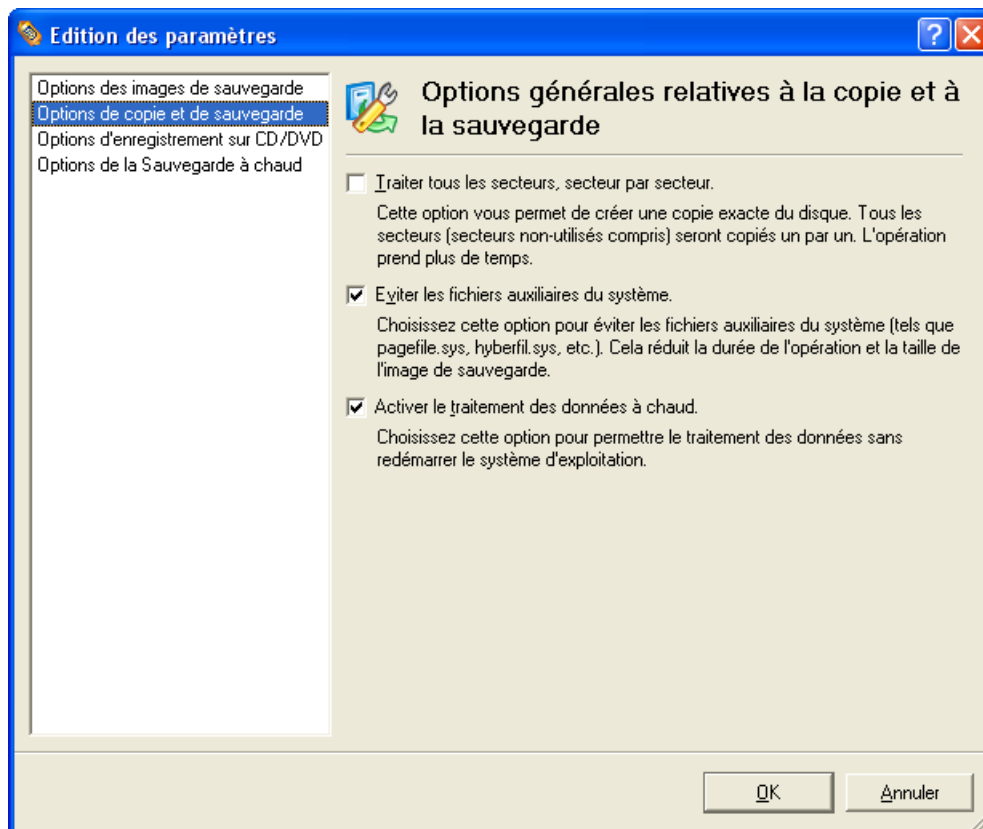 Edition des paramètres
Options des images de sauvegarde
Options de copie et de sauvegarde
Options d'enregistrement sur CD/DVD
Options de la Sauvegarde à chaud
Options générales relatives à la copie et à
la sauvegarde
Traiter tous les secteurs, secteur par secteur.
Cette option vous permet de créer une copie exacte du disque. Tous les
secteurs (secteurs non-utilisés compris) seront copiés un par un. L'opération
prend plus de temps.
Eviter les fichiers auxiliaires du système.
Choisissez cette option pour éviter les fichiers auxiliaires du système (tels que
pagefile.sys, hyberfil.sys, etc.). Cela réduit la durée de l'opération et la taille de
l'image de sauvegarde.
Activer le traitement des données à chaud.
Choisissez cette option pour permettre le traitement des données sans
redémarrer le système d'exploitation.
OK
Annuler